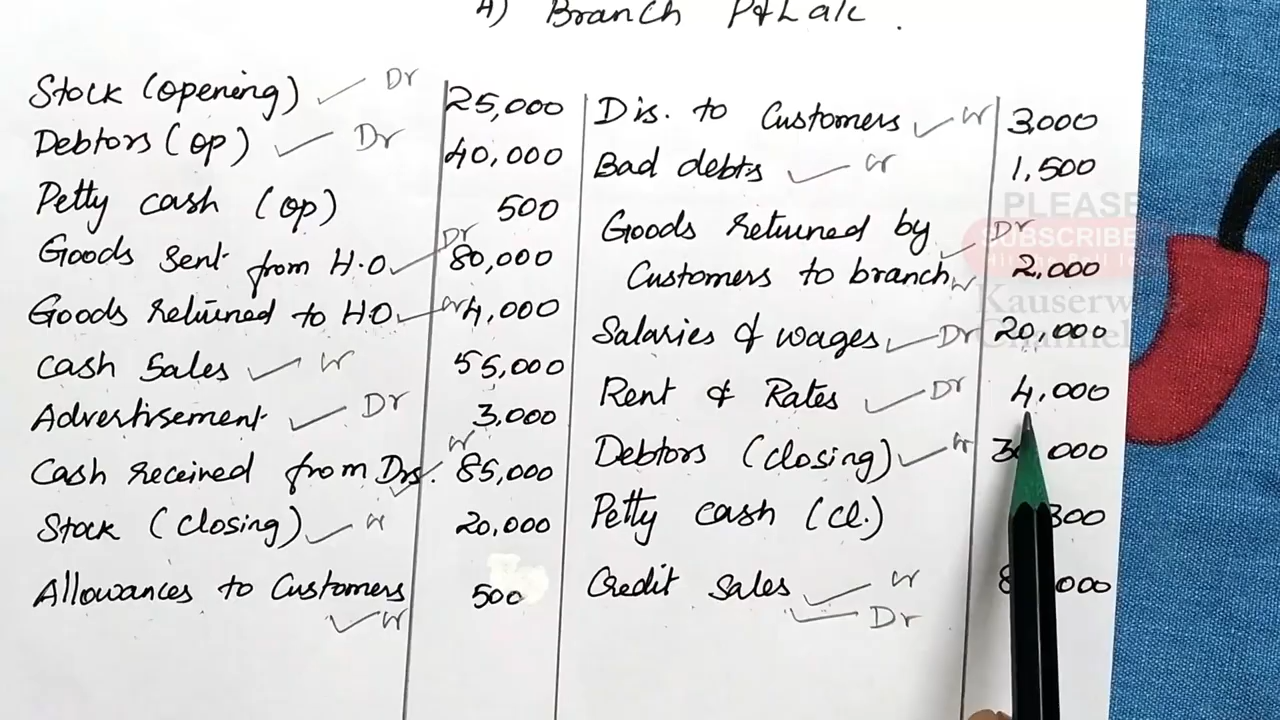 4) Branch P&L a/c.
Stock (opening) Dr 25,000
Debtors (op) Dr 40,000
Petty cash (op) 500
Goods sent from H.O Dr 80,000
Goods returned to HO cr 4,000
Cash Sales cr 55,000
Advertisement Dr 3,000
Cash received from Drs. cr 85,000
Stock (closing) cr 20,000
Allowances to Customers 500
cr
Dis. to Customers cr 3,000
Bad debts cr 1,500
Goods returned by Dr
Customers to branch cr 2,000
Salaries & wages Dr 20,000
Rent & Rates Dr 4,000
Debtors (closing) cr
Petty cash (cl.)
Credit Sales cr
Dr
PLEASE
SUBSCRIBE
Channel